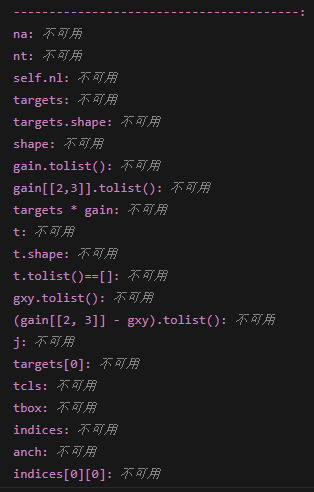 ---------------------------------------:
na: 不可用
nt: 不可用
self.nl: 不可用
targets: 不可用
targets.shape: 不可用
shape: 不可用
gain.tolist(): 不可用
gain[[2,3]].tolist(): 不可用
targets * gain: 不可用
t: 不可用
t.shape: 不可用
t.tolist()==[]: 不可用
gxy.tolist(): 不可用
(gain[[2, 3]] - gxy).tolist(): 不可用
j: 不可用
targets[0]: 不可用
tcls: 不可用
tbox: 不可用
indices: 不可用
anch: 不可用
indices[0][0]: 不可用